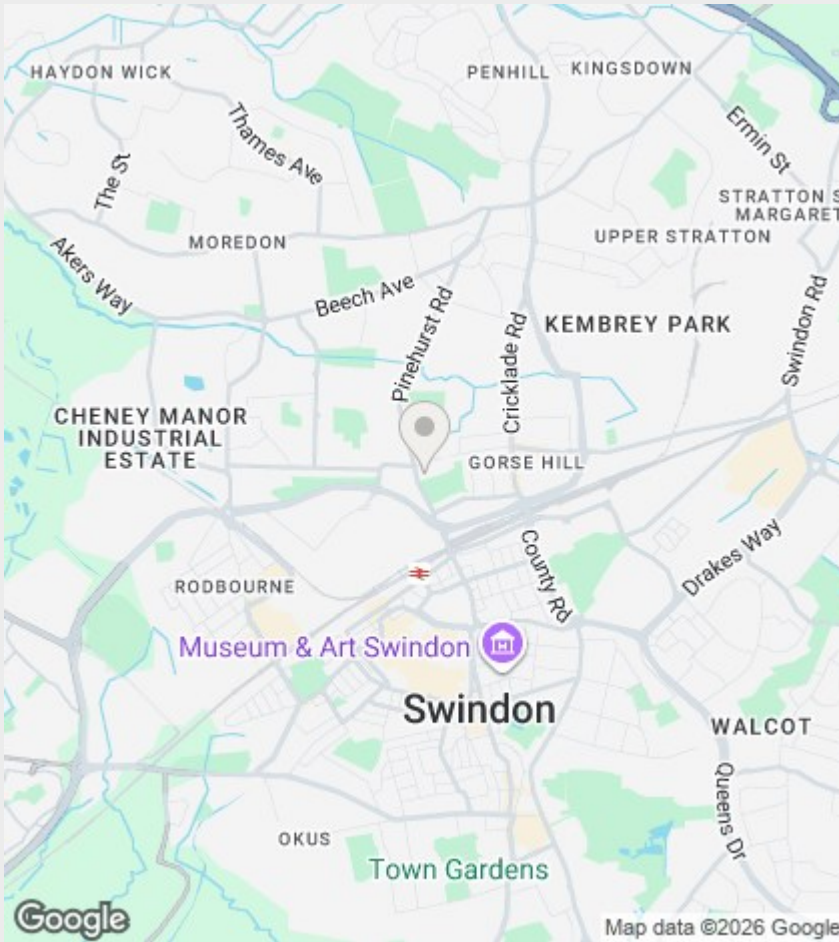 HAYDON WICK
PENHILL
KINGSDOWN
Thames Ave
Ermin St
The St
STRATTON S
MARGARET
MOREDON
UPPER STRATTON
Akers Way
Beech Ave
Pinehurst Rd
Cricklade Rd
KEMBREY PARK
Swindon Rd
CHENEY MANOR
INDUSTRIAL
ESTATE
GORSE HILL
County Rd
Drakes Way
RODBOURNE
Museum & Art Swindon
Swindon
WALCOT
Queens Dr
OKUS
Town Gardens
Google
Map data ©2026 Google